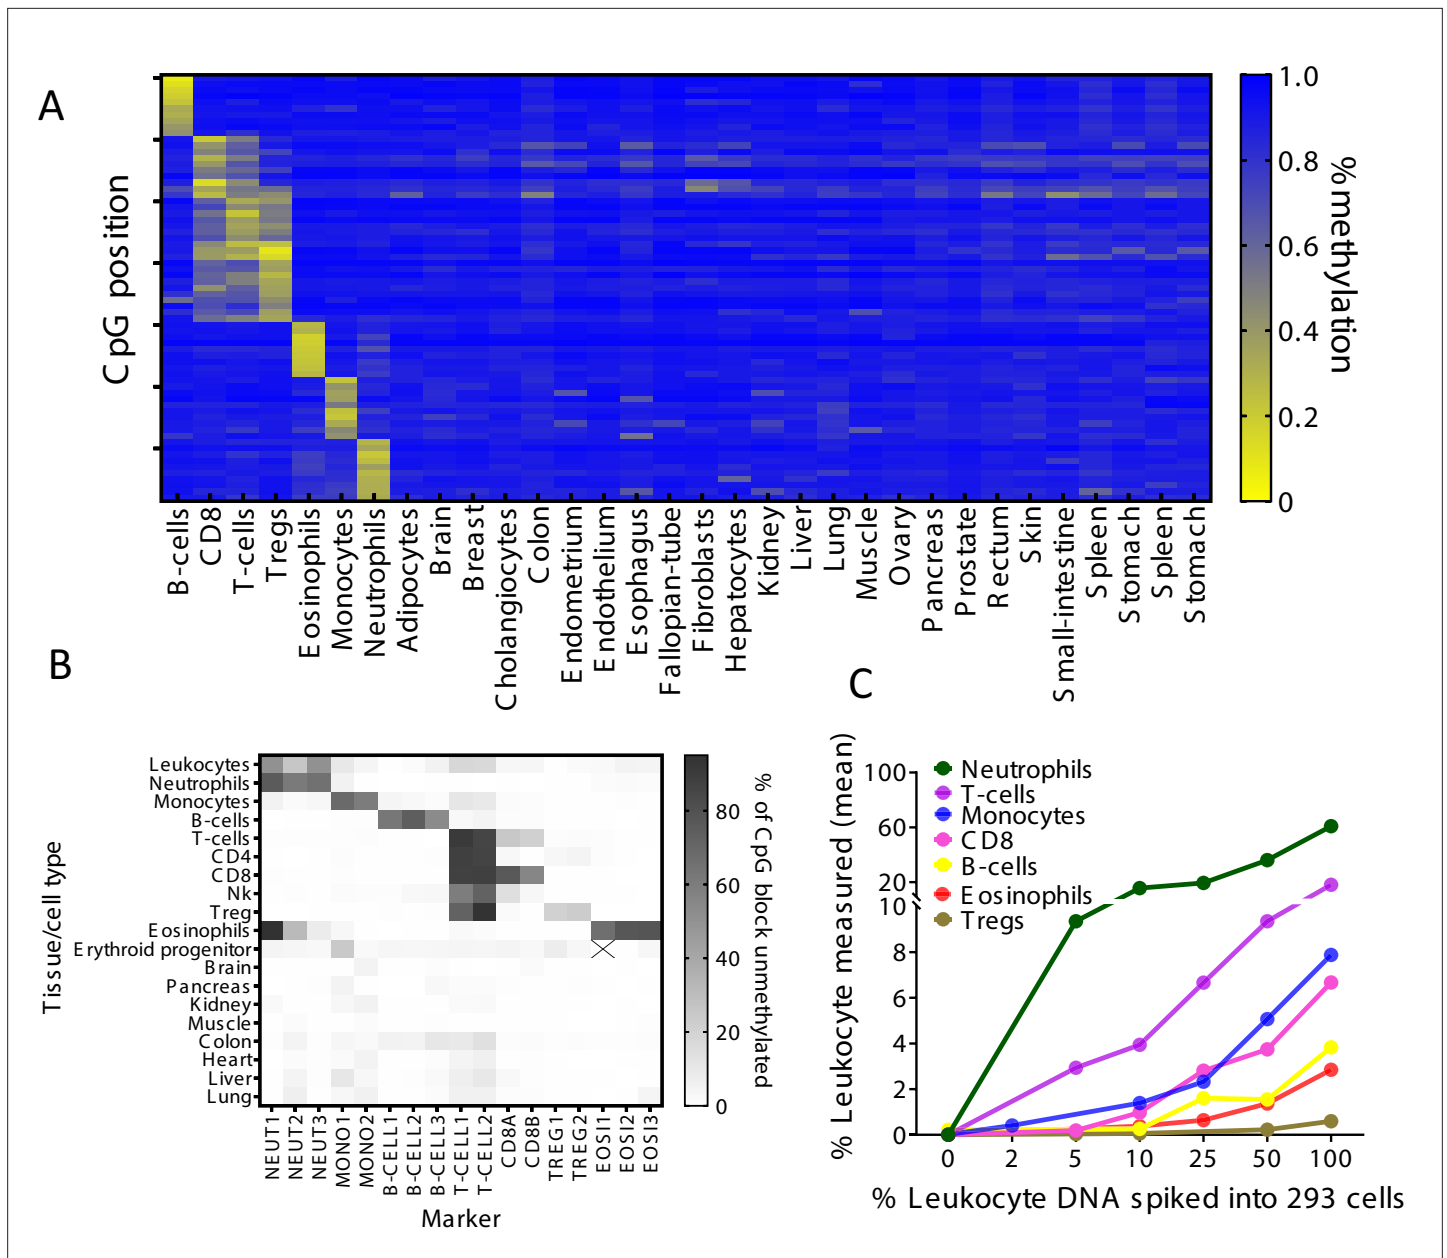 A
CpG position
1.0
0.8
0.6
0.4
0.2
0
%methylation
B-cells
CD8
T-cells
Tregs
Eosinophils
Monocytes
Neutrophils
Adipocytes
Brain
Breast
Cholangiocytes
Colon
Endometrium
Endothelium
Esophagus
Fallopian-tube
Fibroblasts
Hepatocytes
Kidney
Liver
Lung
Muscle
Ovary
Pancreas
Prostate
Rectum
Skin
Small-intestine
Spleen
Stomach
Spleen
Stomach
B
Tissue/cell type
Leukocytes
Neutrophils
Monocytes
B-cells
T-cells
CD4
CD8
Nk
Treg
Eosinophils
Erythroid progenitor
Brain
Pancreas
Kidney
Muscle
Colon
Heart
Liver
Lung
NEUT1
NEUT2
NEUT3
MONO1
MONO2
B-CELL1
B-CELL2
B-CELL3
T-CELL1
T-CELL2
CD8A
CD8B
TREG1
TREG2
EOSI1
EOSI2
EOSI3
Marker
80
60
40
20
0
% of CpG block unmethylated
C
% Leukocyte measured (mean)
100
60
20
10
8
6
4
2
0
Neutrophils
T-cells
Monocytes
CD8
B-cells
Eosinophils
Tregs
0 2 5 10 25 50 100
% Leukocyte DNA spiked into 293 cells